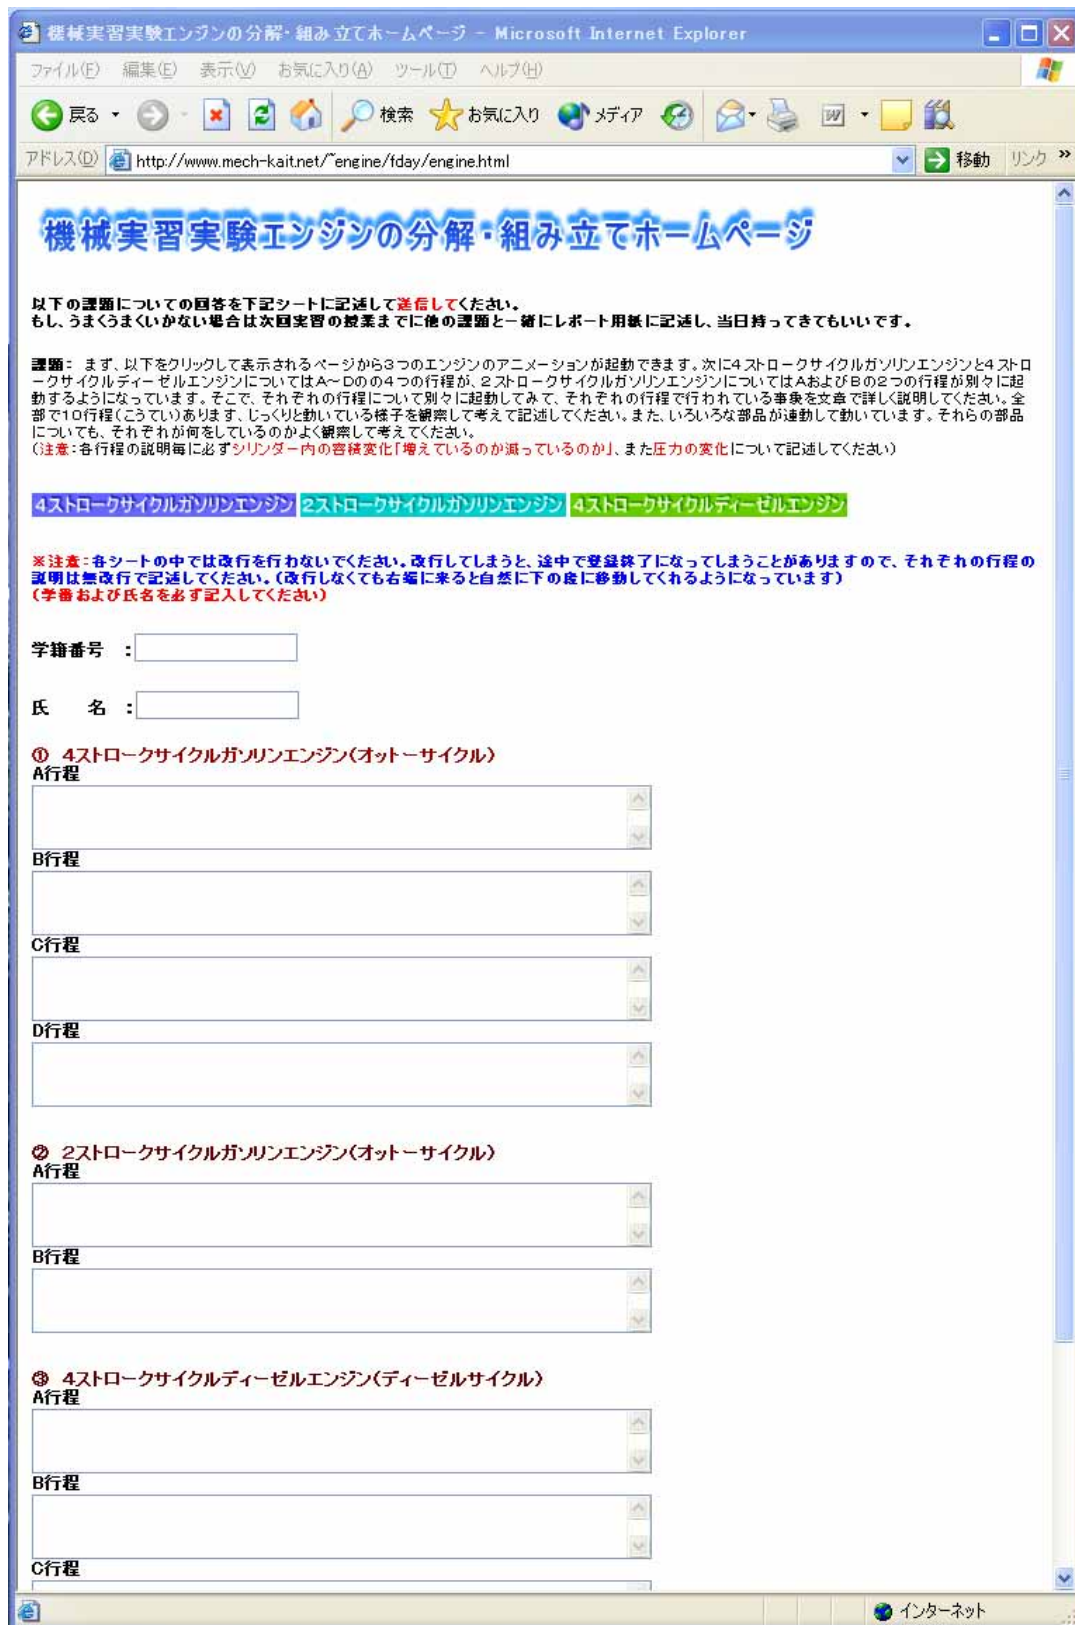 機械実習実験エンジンの分解・組み立てホームページ - Microsoft Internet Explorer
ファイル(F) 編集(E) 表示(V) お気に入り(A) ツール(T) ヘルプ(H)
戻る 検索 お気に入り メディア
アドレス(D) http://www.mech-kait.net/~engine/fday/engine.html 移動 リンク »
機械実習実験エンジンの分解・組み立てホームページ
以下の課題についての回答を下記シートに記述して送信してください。
もし、うまくうまくいかない場合は次回実習の授業までに他の課題と一緒にレポート用紙に記述し、当日持ってきてもいいです。
課題: まず、以下をクリックして表示されるページから3つのエンジンのアニメーションが起動できます。次に4ストロークサイクルガソリンエンジンと4ストロ
ークサイクルディーゼルエンジンについてはA~Dのの4つの行程が、2ストロークサイクルガソリンエンジンについてはAおよびBの2つの行程が別々に起
動するようになっています。そこで、それぞれの行程について別々に起動してみて、それぞれの行程で行われている事象を文章で詳しく説明してください。全
部で10行程(こうてい)あります、じっくりと動いている様子を観察して考えて記述してください。また、いろいろな部品が連動して動いています。それらの部品
についても、それぞれが何をしているのかよく観察して考えてください。
(注意:各行程の説明毎に必ずシリンダー内の容積変化「増えているのか減っているのか」、また圧力の変化について記述してください)
4ストロークサイクルガソリンエンジン 2ストロークサイクルガソリンエンジン 4ストロークサイクルディーゼルエンジン
※注意:各シートの中では改行を行わないでください。改行してしまうと、途中で登録終了になってしまうことがありますので、それぞれの行程の
説明は無改行で記述してください。(改行しなくても右端に来ると自然に下の段に移動してくれるようになっています)
(学番および氏名を必ず記入してください)
学籍番号 :
氏 名 :
① 4ストロークサイクルガソリンエンジン(オットーサイクル)
A行程
B行程
C行程
D行程
② 2ストロークサイクルガソリンエンジン(オットーサイクル)
A行程
B行程
③ 4ストロークサイクルディーゼルエンジン(ディーゼルサイクル)
A行程
B行程
C行程
インターネット